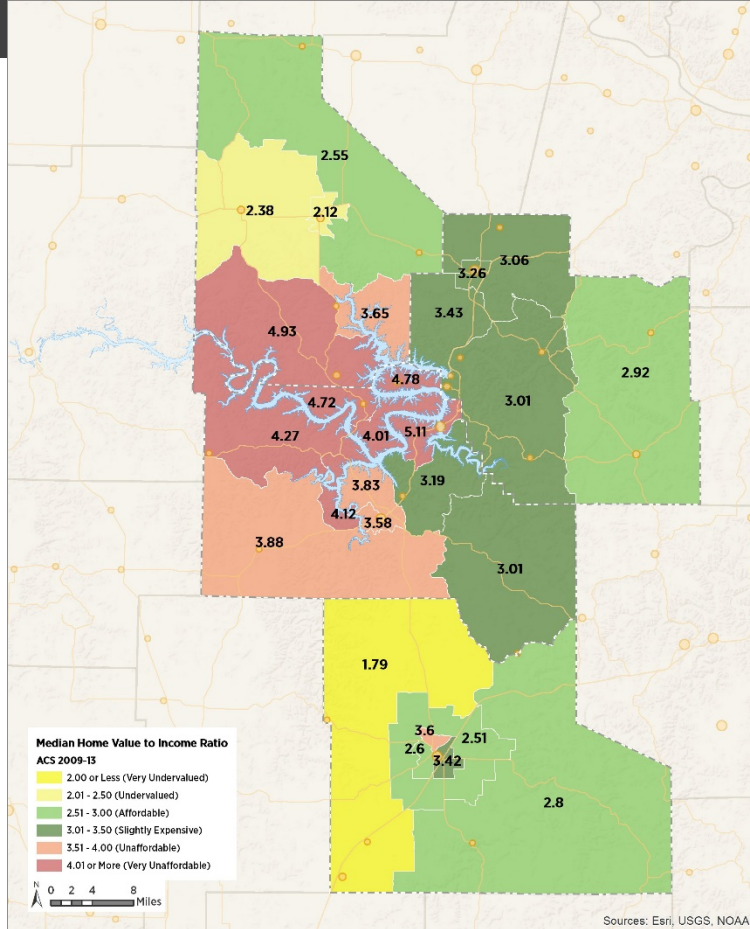 2.55
2.38
2.12
3.06
3.26
3.65
3.43
4.93
2.92
4.78
4.72
3.01
4.27
4.01
5.11
3.83
3.19
4.12
3.58
3.88
3.01
1.79
3.6
2.51
2.6
3.42
2.8
Median Home Value to Income Ratio
ACS 2009-13
2.00 or Less (Very Undervalued)
2.01 - 2.50 (Undervalued)
2.51 - 3.00 (Affordable)
3.01 - 3.50 (Slightly Expensive)
3.51 - 4.00 (Unaffordable)
4.01 or More (Very Unaffordable)
N
0 2 4 8
Miles
Sources: Esri, USGS, NOAA